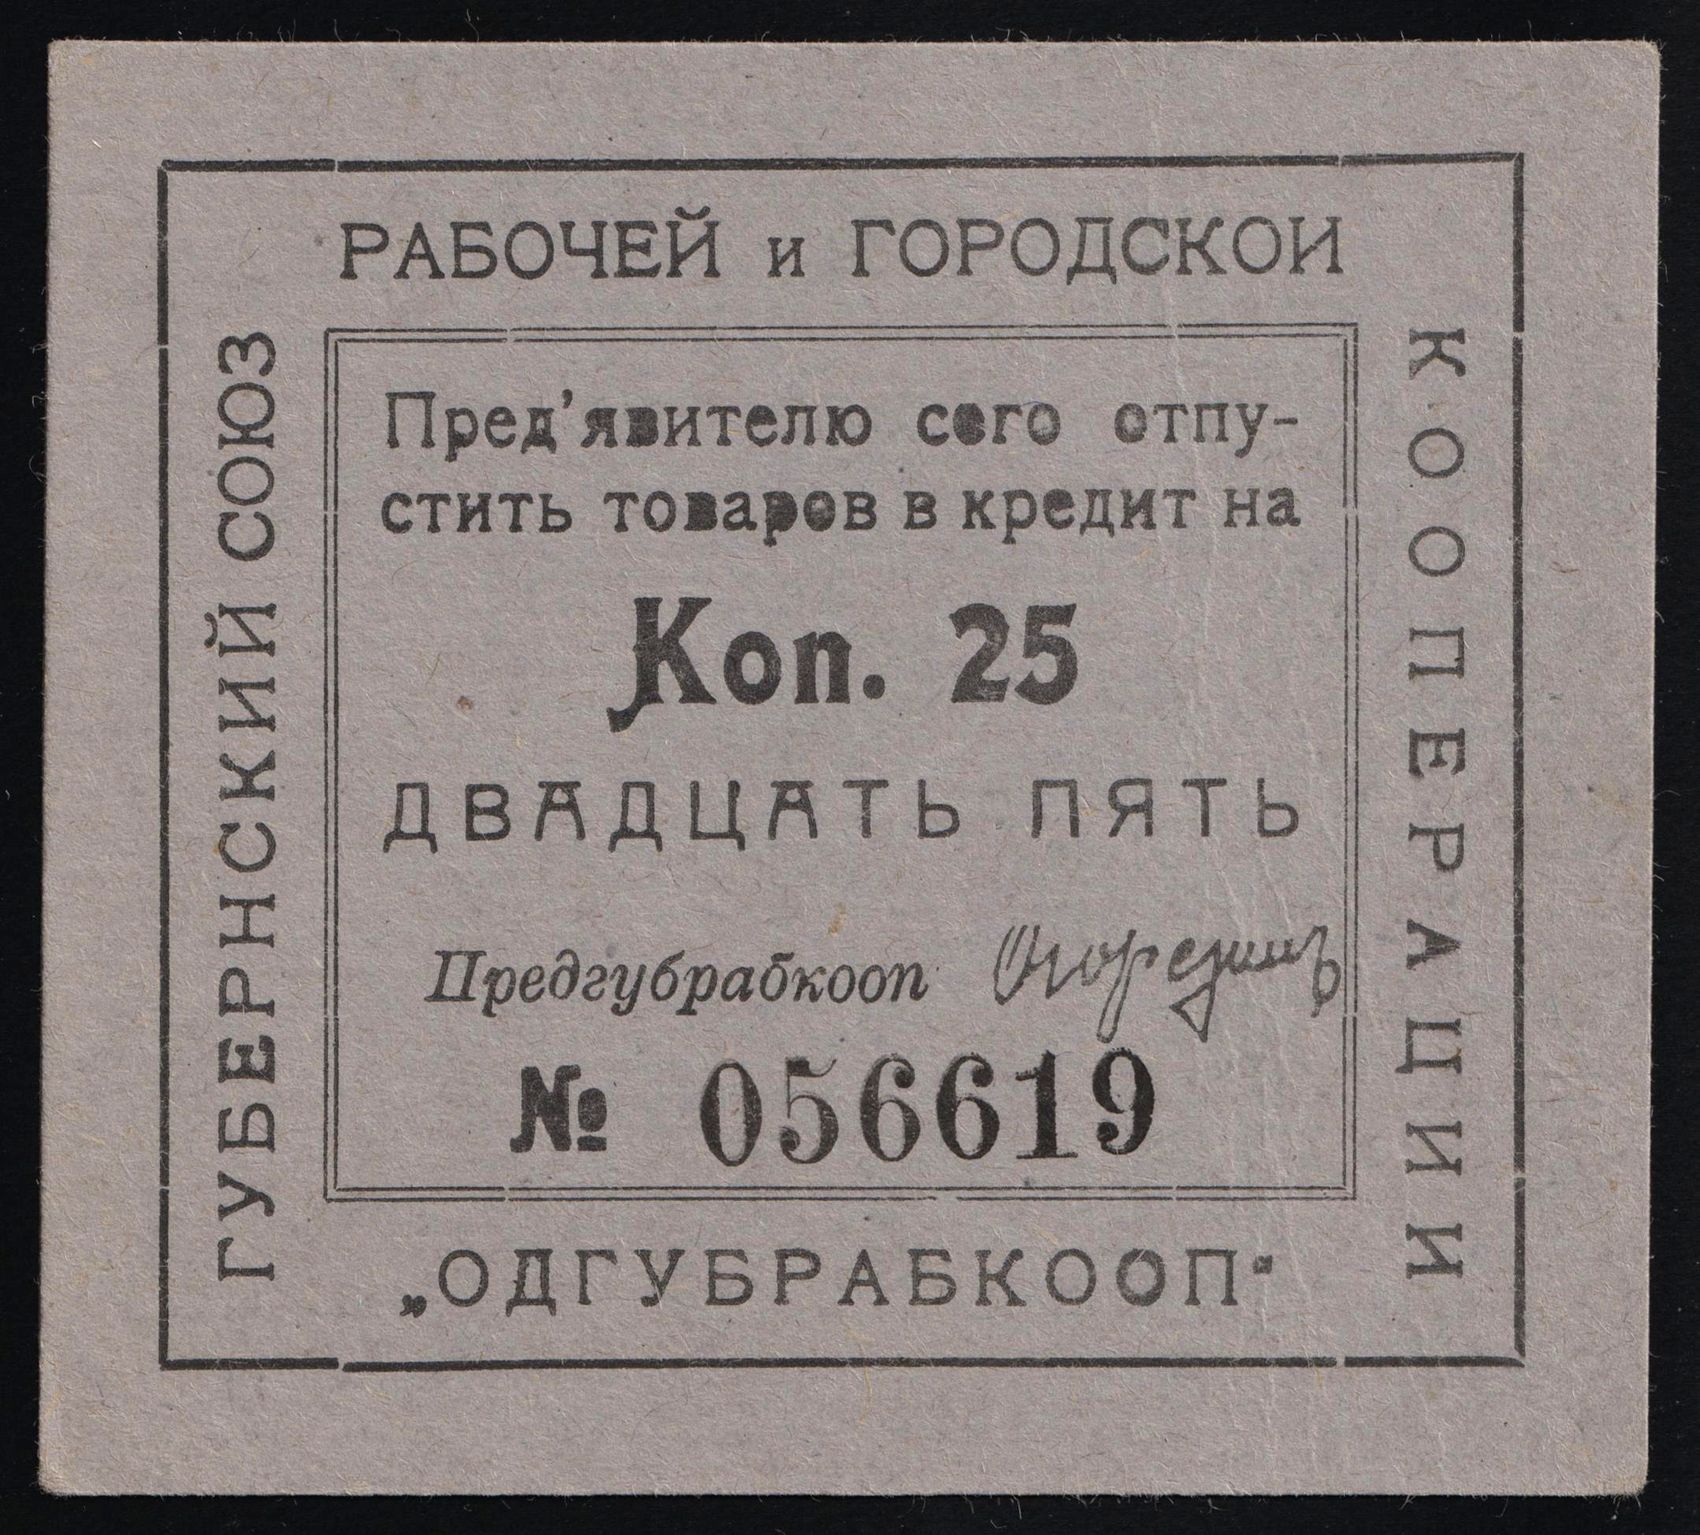 ГУБЕРНСКИЙ СОЮЗ
РАБОЧЕЙ и ГОРОДСКОЙ
КООПЕРАЦИИ
Пред'явителю сего отпу-
стить товаров в кредит на
Коп. 25
ДВАДЦАТЬ ПЯТЬ
Предгубрабкооп
№ 056619
„ОДГУБРАБКООП"